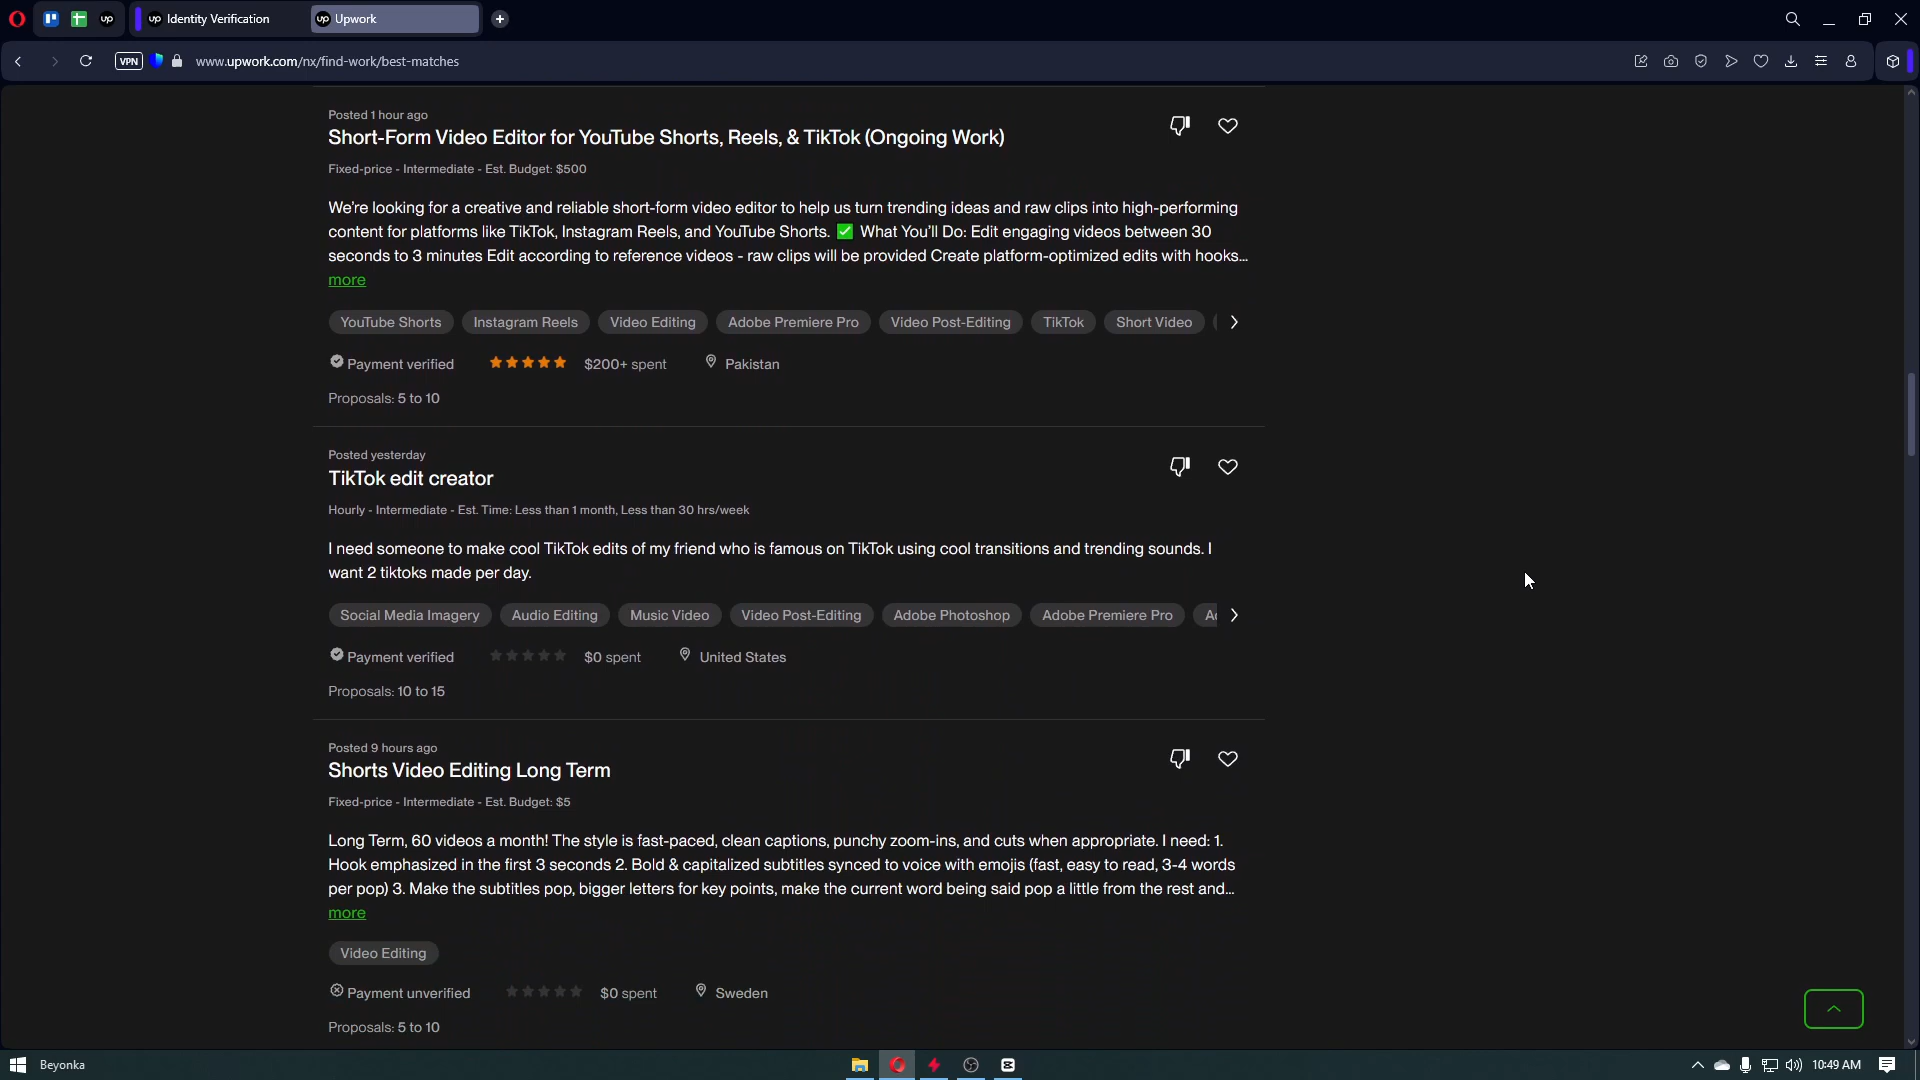 Identity Verification
Upwork
VPN
www.upwork.com/nx/find-work/best-matches
Posted 1 hour ago
Short-Form Video Editor for YouTube Shorts, Reels, & TikTok (Ongoing Work)
Fixed-price - Intermediate - Est. Budget: $500
We're looking for a creative and reliable short-form video editor to help us turn trending ideas and raw clips into high-performing
content for platforms like TikTok, Instagram Reels, and YouTube Shorts. ✅ What You'll Do: Edit engaging videos between 30
seconds to 3 minutes Edit according to reference videos - raw clips will be provided Create platform-optimized edits with hooks...
more
YouTube Shorts Instagram Reels Video Editing Adobe Premiere Pro Video Post-Editing TikTok Short Video
Payment verified $200+ spent Pakistan
Proposals: 5 to 10
Posted yesterday
TikTok edit creator
Hourly - Intermediate - Est. Time: Less than 1 month, Less than 30 hrs/week
I need someone to make cool TikTok edits of my friend who is famous on TikTok using cool transitions and trending sounds. I
want 2 tiktoks made per day.
Social Media Imagery Audio Editing Music Video Video Post-Editing Adobe Photoshop Adobe Premiere Pro
Payment verified $0 spent United States
Proposals: 10 to 15
Posted 9 hours ago
Shorts Video Editing Long Term
Fixed-price - Intermediate - Est. Budget: $5
Long Term, 60 videos a month! The style is fast-paced, clean captions, punchy zoom-ins, and cuts when appropriate. I need: 1.
Hook emphasized in the first 3 seconds 2. Bold & capitalized subtitles synced to voice with emojis (fast, easy to read, 3-4 words
per pop) 3. Make the subtitles pop, bigger letters for key points, make the current word being said pop a little from the rest and...
more
Video Editing
Payment unverified $0 spent Sweden
Proposals: 5 to 10
Beyonka
10:49 AM